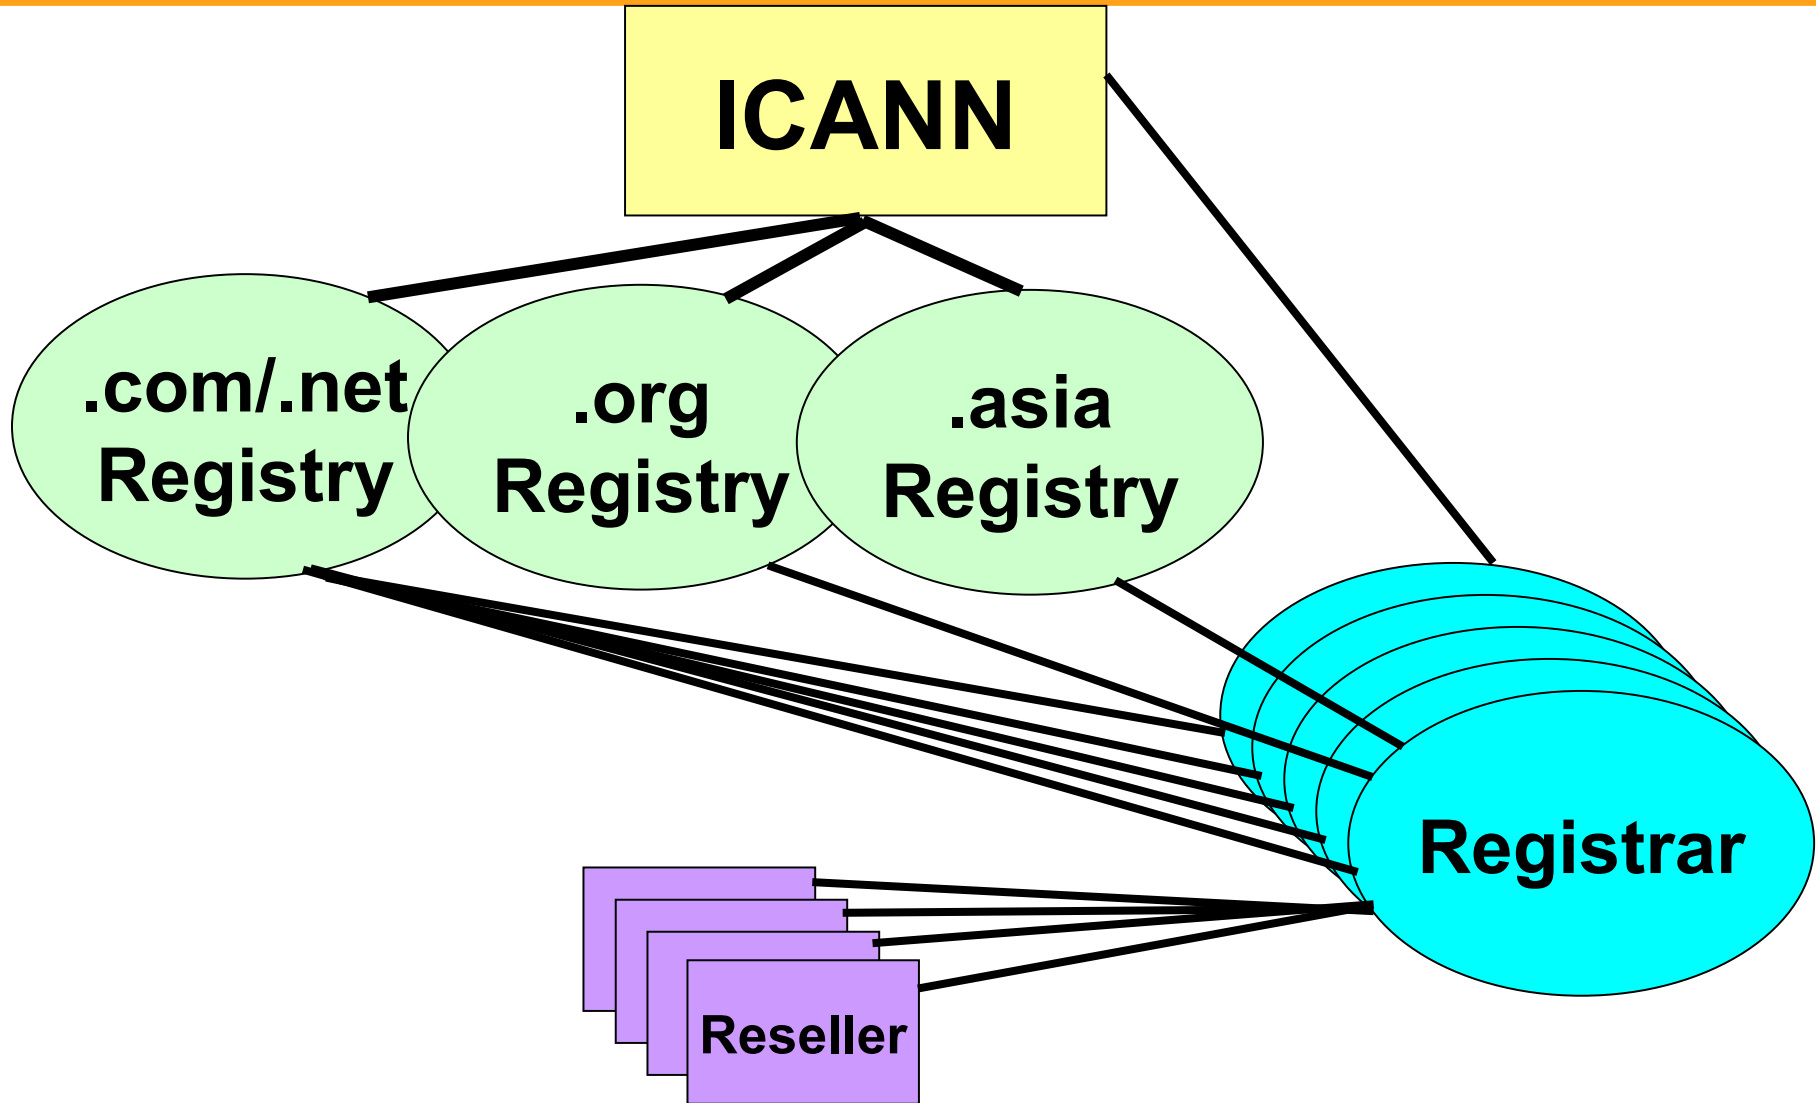 ICANN
.com/.net
Registry
.org
Registry
.asia
Registry
Registrar
Reseller